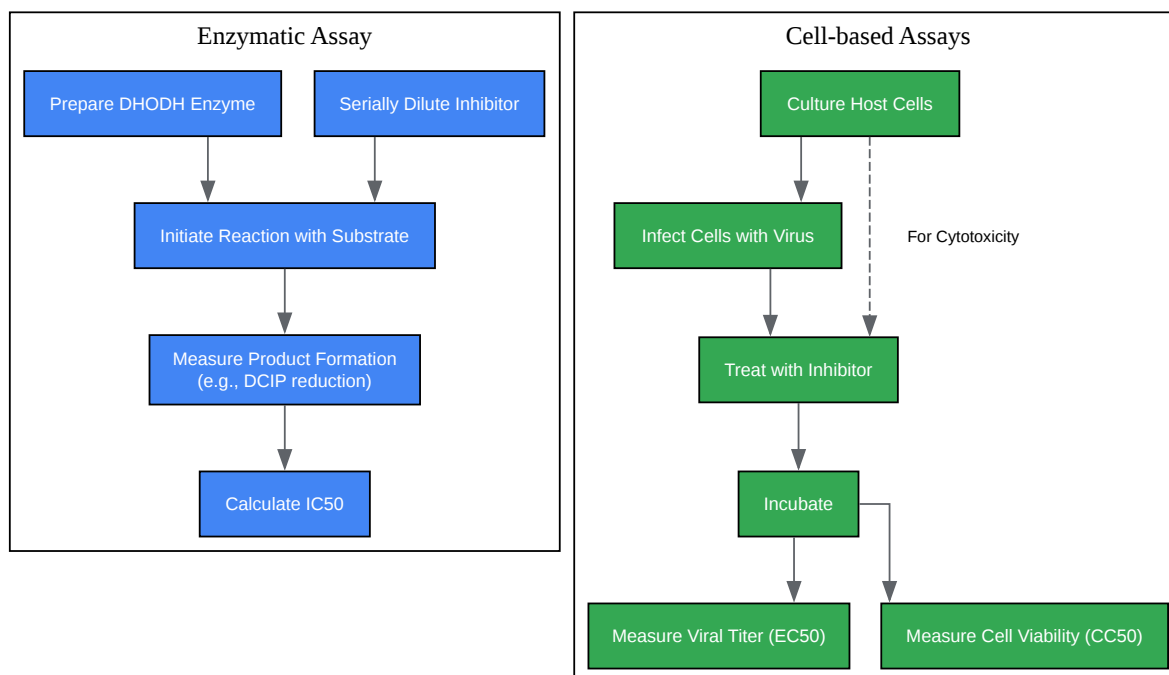 Enzymatic Assay
Prepare DHODH Enzyme
Serially Dilute Inhibitor
Initiate Reaction with Substrate
Measure Product Formation
(e.g., DCIP reduction)
Calculate IC50
Cell-based Assays
Culture Host Cells
Infect Cells with Virus
For Cytotoxicity
Treat with Inhibitor
Incubate
Measure Viral Titer (EC50)
Measure Cell Viability (CC50)